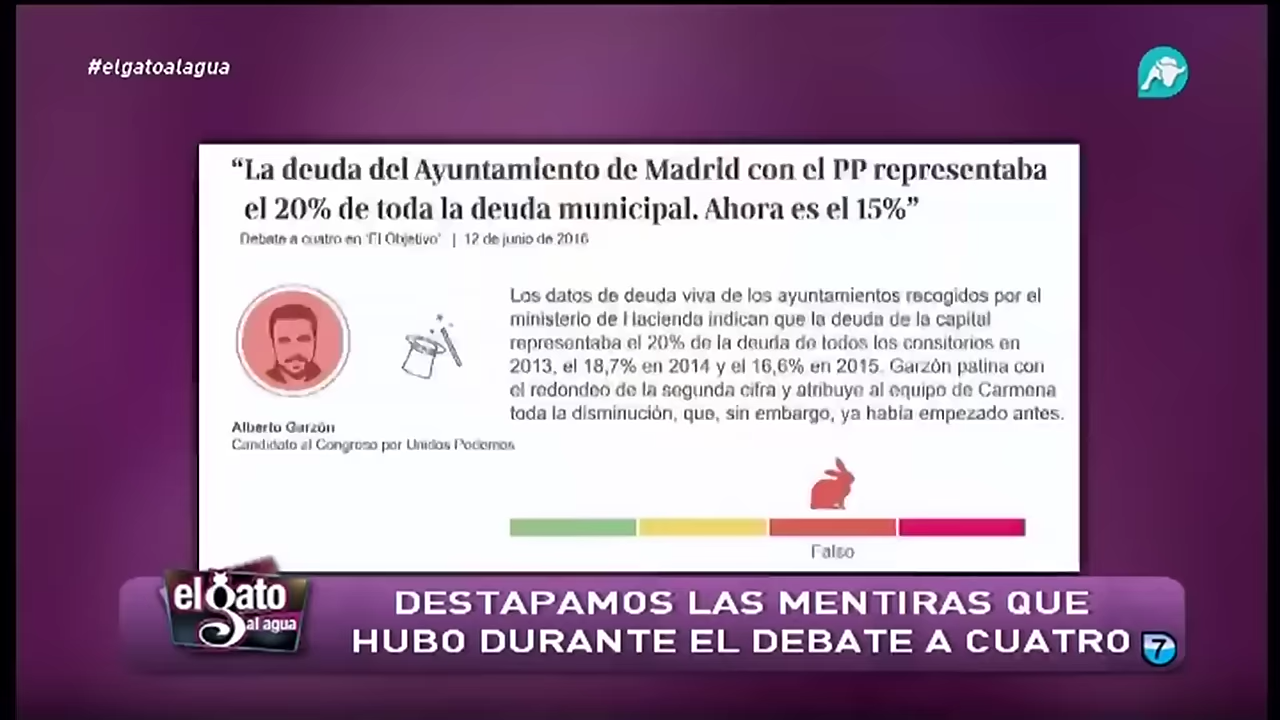 #elgatoalagua
“La deuda del Ayuntamiento de Madrid con el PP representaba
el 20% de toda la deuda municipal. Ahora es el 15%”
Debate a cuatro en 'El Objetivo' | 12 de junio de 2016
Los datos de deuda viva de los ayuntamientos recogidos por el
ministerio de Hacienda indican que la deuda de la capital
representaba el 20% de la deuda de todos los consitorios en
2013, el 18,7% en 2014 y el 16,6% en 2015. Garzón patina con
el redondeo de la segunda cifra y atribuye al equipo de Carmena
toda la disminución, que, sin embargo, ya había empezado antes.
Alberto Garzón
Candidato al Congreso por Unidos Podemos
Falso
el gato
al agua
DESTAPAMOS LAS MENTIRAS QUE
HUBO DURANTE EL DEBATE A CUATRO
7